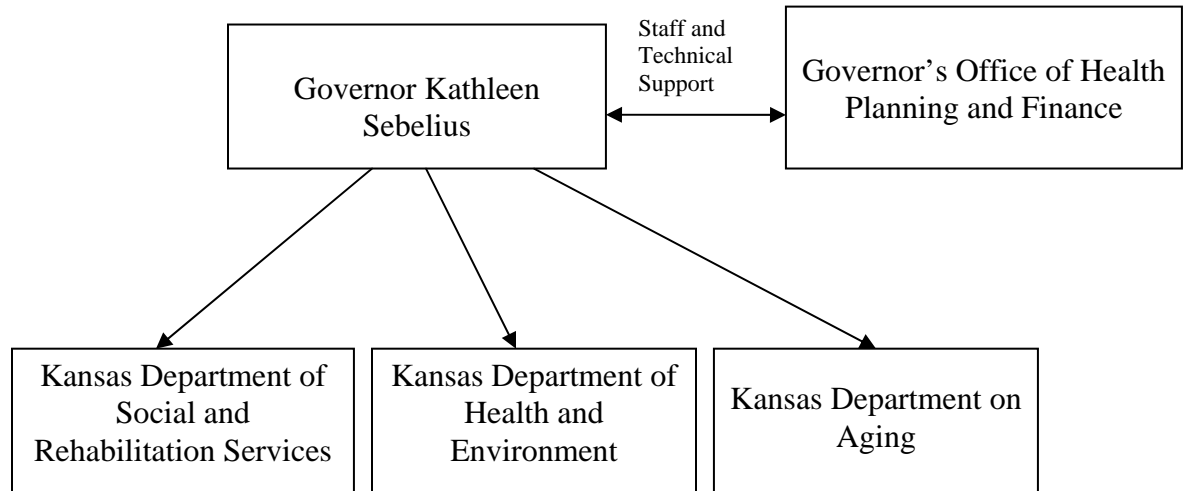 Governor Kathleen
Sebelius
Staff and
Technical
Support
Governor’s Office of Health
Planning and Finance
Kansas Department of
Social and
Rehabilitation Services
Kansas Department of
Health and
Environment
Kansas Department on
Aging